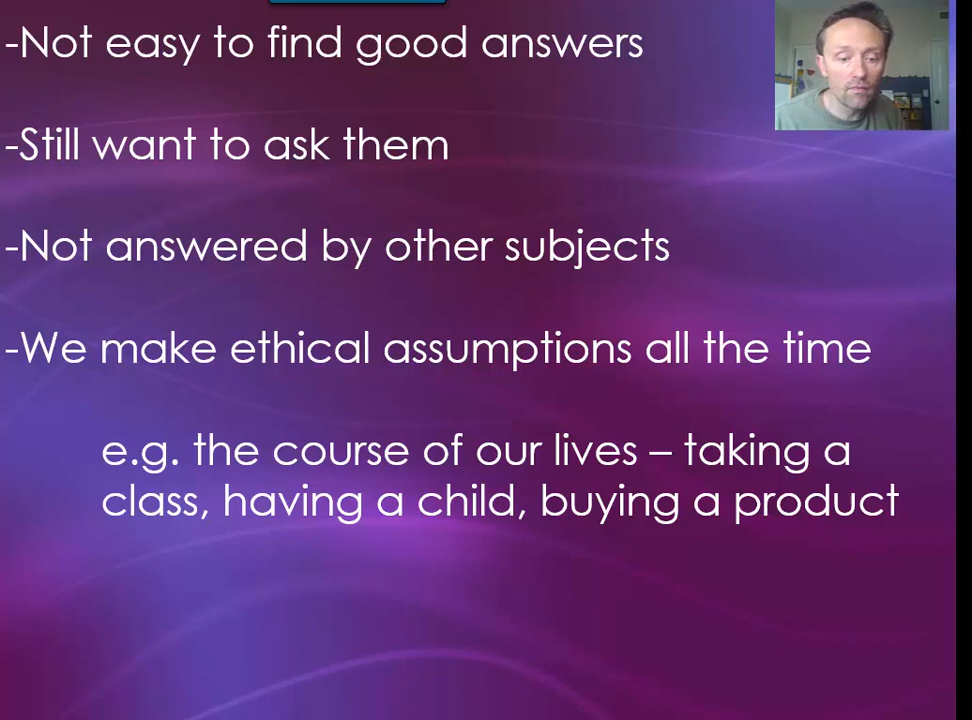 -Not easy to find good answers
-Still want to ask them
-Not answered by other subjects
-We make ethical assumptions all the time
e.g. the course of our lives – taking a
class, having a child, buying a product